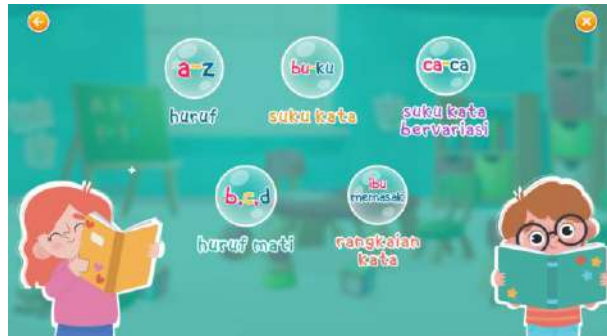 a-z
huruf
bu-ku
suku kata
ca-ca
suku kata
bervariasi
b,c,d
huruf mati
ibu
memasak
rangkaian
kata